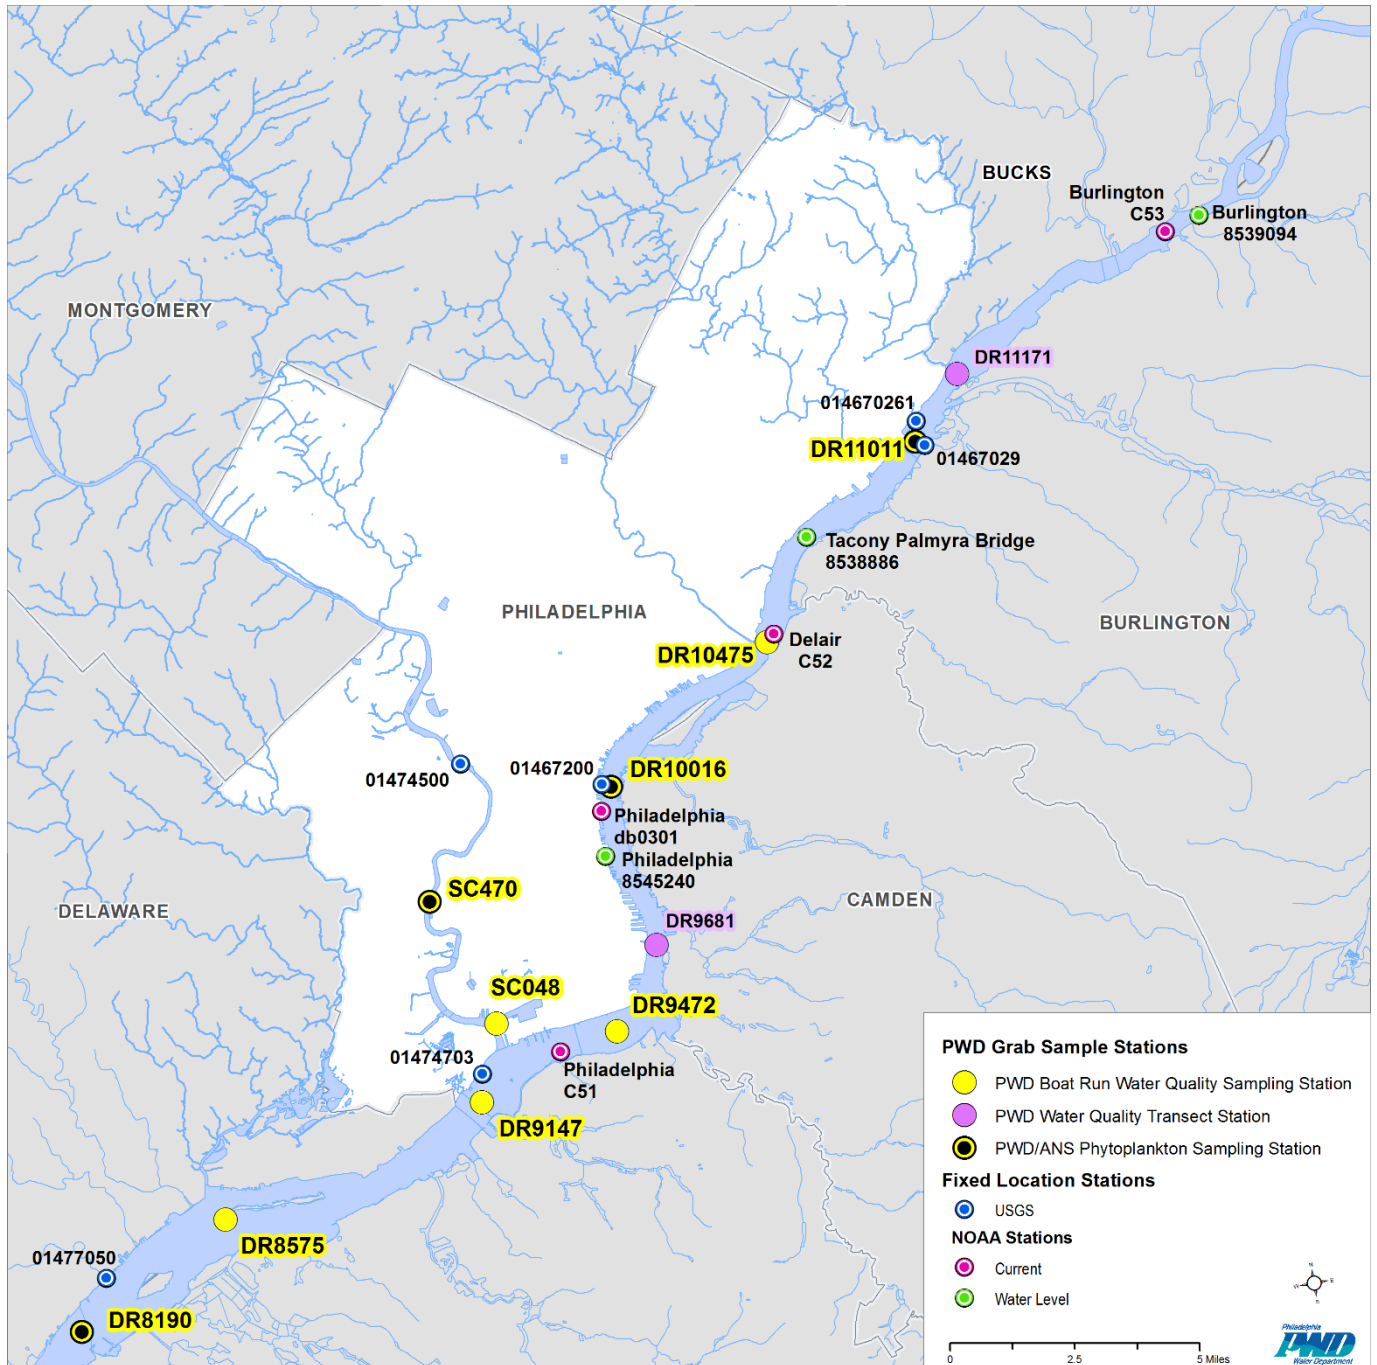 BUCKS
Burlington
C53
Burlington
8539094
MONTGOMERY
DR11171
014670261
DR11011
01467029
Tacony Palmyra Bridge
8538886
PHILADELPHIA
BURLINGTON
Delair
C52
DR10475
01467200
DR10016
01474500
Philadelphia
db0301
Philadelphia
8545240
SC470
CAMDEN
DELAWARE
DR9681
SC048
DR9472
01474703
Philadelphia
C51
DR9147
DR8575
01477050
DR8190
PWD Grab Sample Stations
PWD Boat Run Water Quality Sampling Station
PWD Water Quality Transect Station
PWD/ANS Phytoplankton Sampling Station
Fixed Location Stations
USGS
NOAA Stations
Current
Water Level
N
W
E
S
0 2.5 5 Miles
Philadelphia
PWD
Water Department